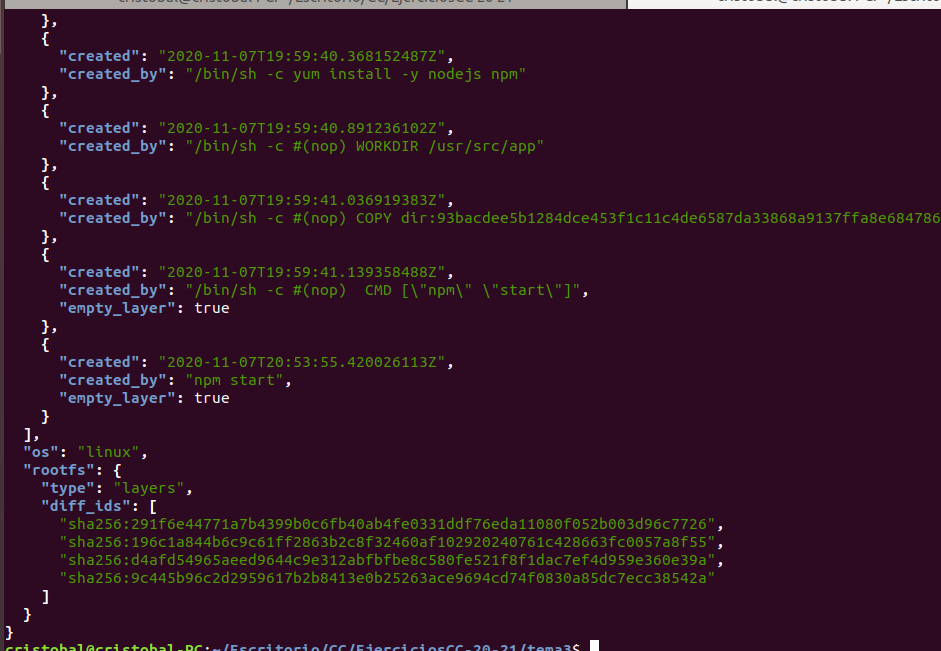 },
    {
      "created": "2020-11-07T19:59:40.368152487Z",
      "created_by": "/bin/sh -c yum install -y nodejs npm"
    },
    {
      "created": "2020-11-07T19:59:40.891236102Z",
      "created_by": "/bin/sh -c #(nop) WORKDIR /usr/src/app"
    },
    {
      "created": "2020-11-07T19:59:41.036919383Z",
      "created_by": "/bin/sh -c #(nop) COPY dir:93bacdee5b1284dce453f1c11c4de6587da33868a9137ffa8e684786
    },
    {
      "created": "2020-11-07T19:59:41.139358488Z",
      "created_by": "/bin/sh -c #(nop)  CMD [\"npm\" \"start\"]",
      "empty_layer": true
    },
    {
      "created": "2020-11-07T20:53:55.420026113Z",
      "created_by": "npm start",
      "empty_layer": true
    }
  ],
  "os": "linux",
  "rootfs": {
    "type": "layers",
    "diff_ids": [
      "sha256:291f6e44771a7b4399b0c6fb40ab4fe0331ddf76eda11080f052b003d96c7726",
      "sha256:196c1a844b6c9c61ff2863b2c8f32460af102920240761c428663fc0057a8f55",
      "sha256:d4afd54965aeed9644c9e312abfbfbe8c580fe521f8f1dac7ef4d959e360e39a",
      "sha256:9c445b96c2d2959617b2b8413e0b25263ace9694cd74f0830a85dc7ecc38542a"
    ]
  }
}
cristobal@cristobal-PC:~/Escritorio/CC/EjerciciosCC-20-21/tema3$